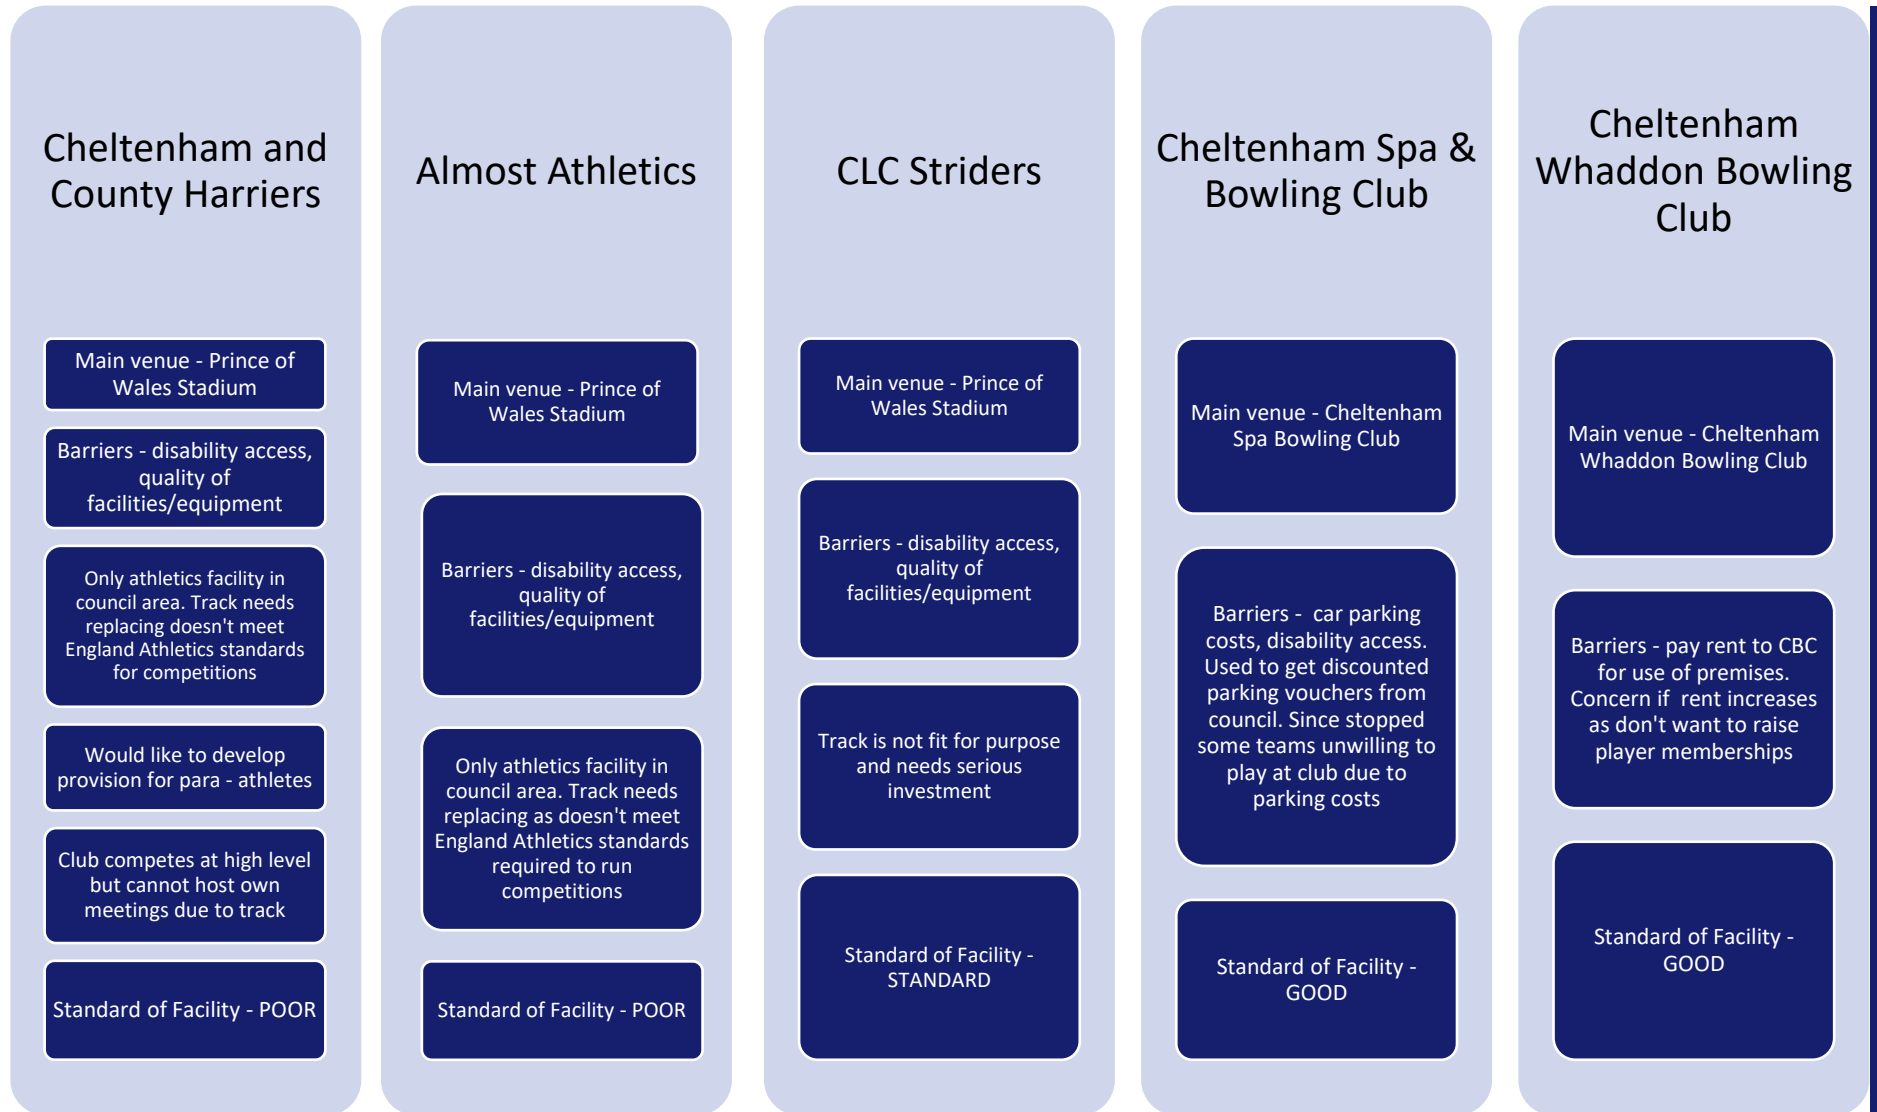 Cheltenham and
County Harriers
Main venue - Prince of
Wales Stadium
Barriers - disability access,
quality of
facilities/equipment
Only athletics facility in
council area. Track needs
replacing doesn't meet
England Athletics standards
for competitions
Would like to develop
provision for para - athletes
Club competes at high level
but cannot host own
meetings due to track
Standard of Facility - POOR
Almost Athletics
Main venue - Prince of
Wales Stadium
Barriers - disability access,
quality of
facilities/equipment
Only athletics facility in
council area. Track needs
replacing as doesn't meet
England Athletics standards
required to run
competitions
Standard of Facility - POOR
CLC Striders
Main venue - Prince of
Wales Stadium
Barriers - disability access,
quality of
facilities/equipment
Track is not fit for purpose
and needs serious
investment
Standard of Facility -
STANDARD
Cheltenham Spa &
Bowling Club
Main venue - Cheltenham
Spa Bowling Club
Barriers - car parking
costs, disability access.
Used to get discounted
parking vouchers from
council. Since stopped
some teams unwilling to
play at club due to
parking costs
Standard of Facility -
GOOD
Cheltenham
Whaddon Bowling
Club
Main venue - Cheltenham
Whaddon Bowling Club
Barriers - pay rent to CBC
for use of premises.
Concern if rent increases
as don't want to raise
player memberships
Standard of Facility -
GOOD